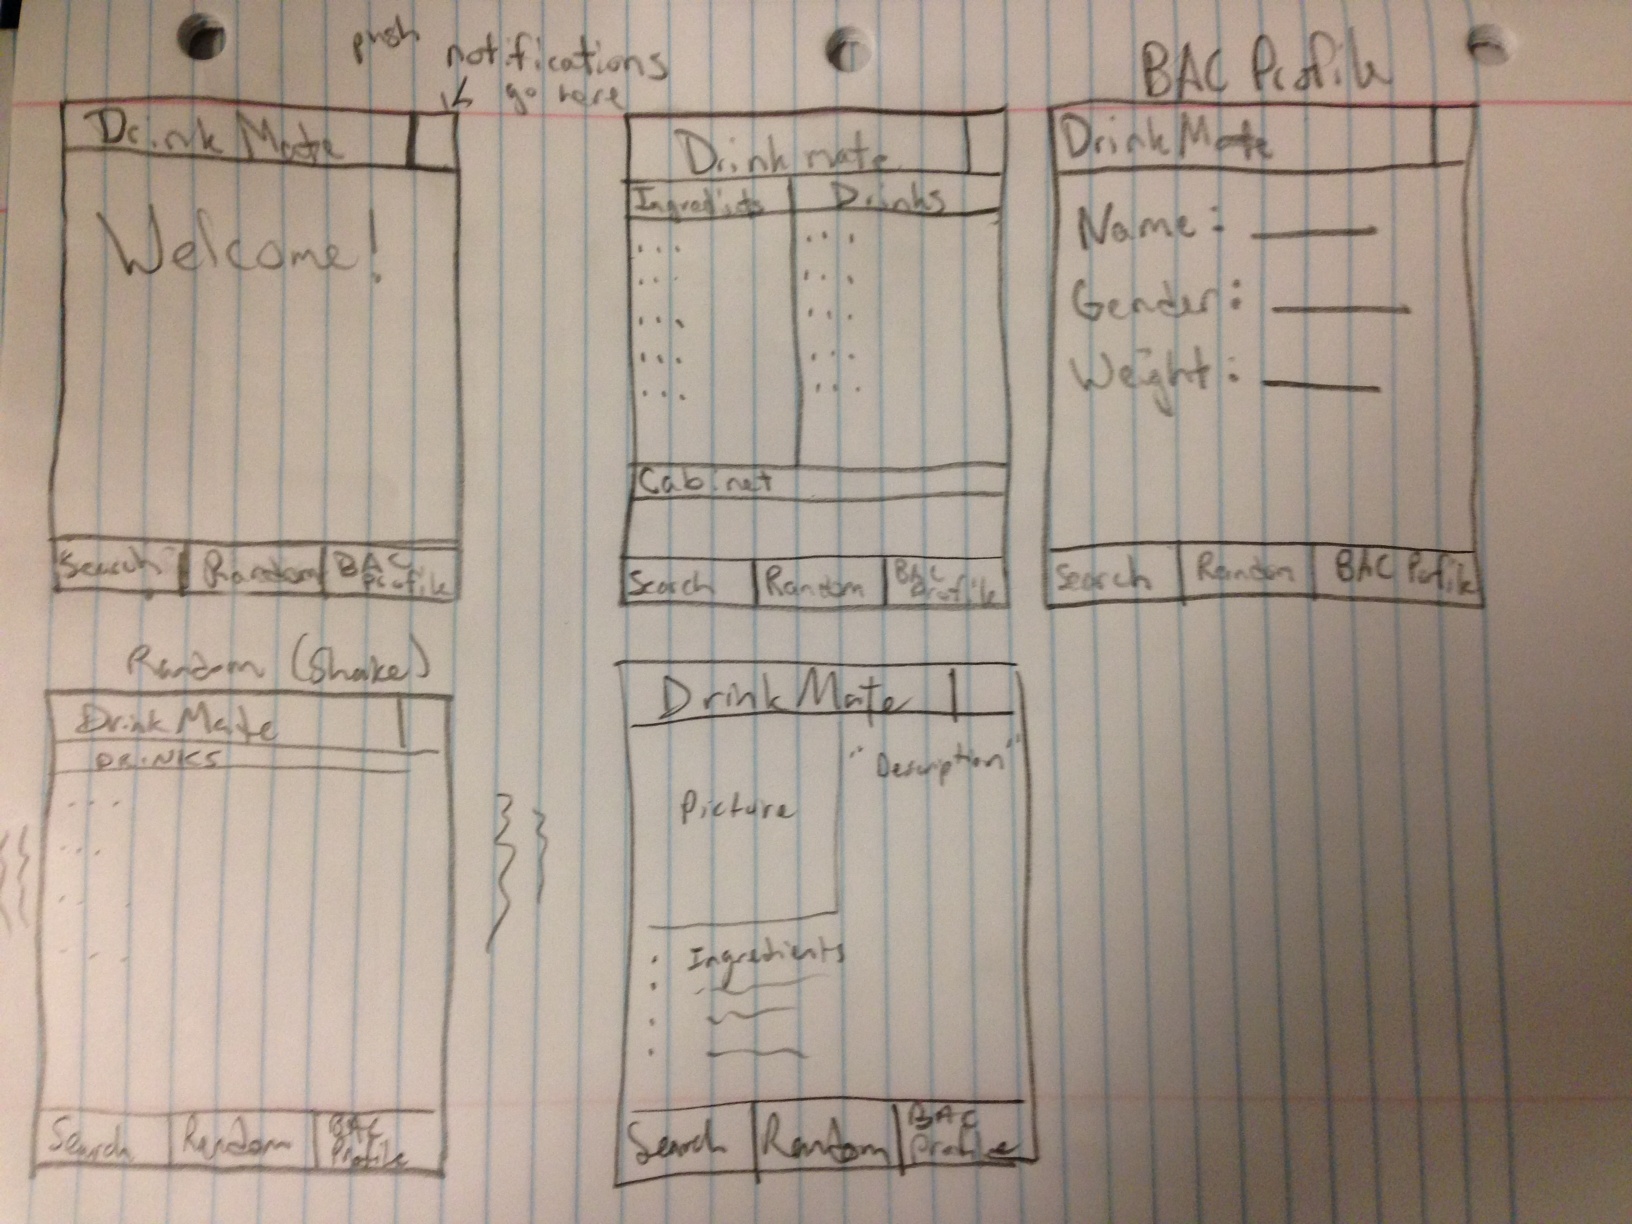 push notifications
go here
Drink Mate
Welcome!
Search | Random | BAC
Profile
Drink mate
Ingredients Drinks
Cabinet
Search | Random | BAC
Profile
BAC Profile
Drink Mate
Name:
Gender:
Weight:
Search | Random | BAC Profile
Random (Shake)
Drink Mate
DRINKS
Search Random BAC
Profile
Drink Mate
"Description"
Picture
Ingredients
Search Random BAC
Profile